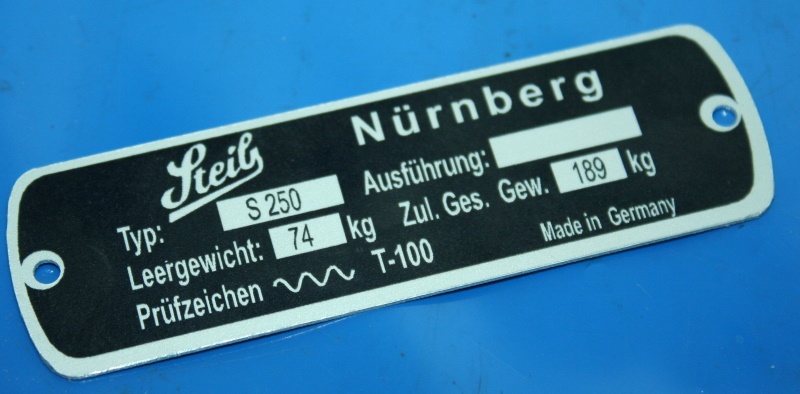 Steib Nürnberg
Typ: S 250 Ausführung:
Leergewicht: 74 kg Zul. Ges. Gew. 189 kg
Prüfzeichen T-100 Made in Germany